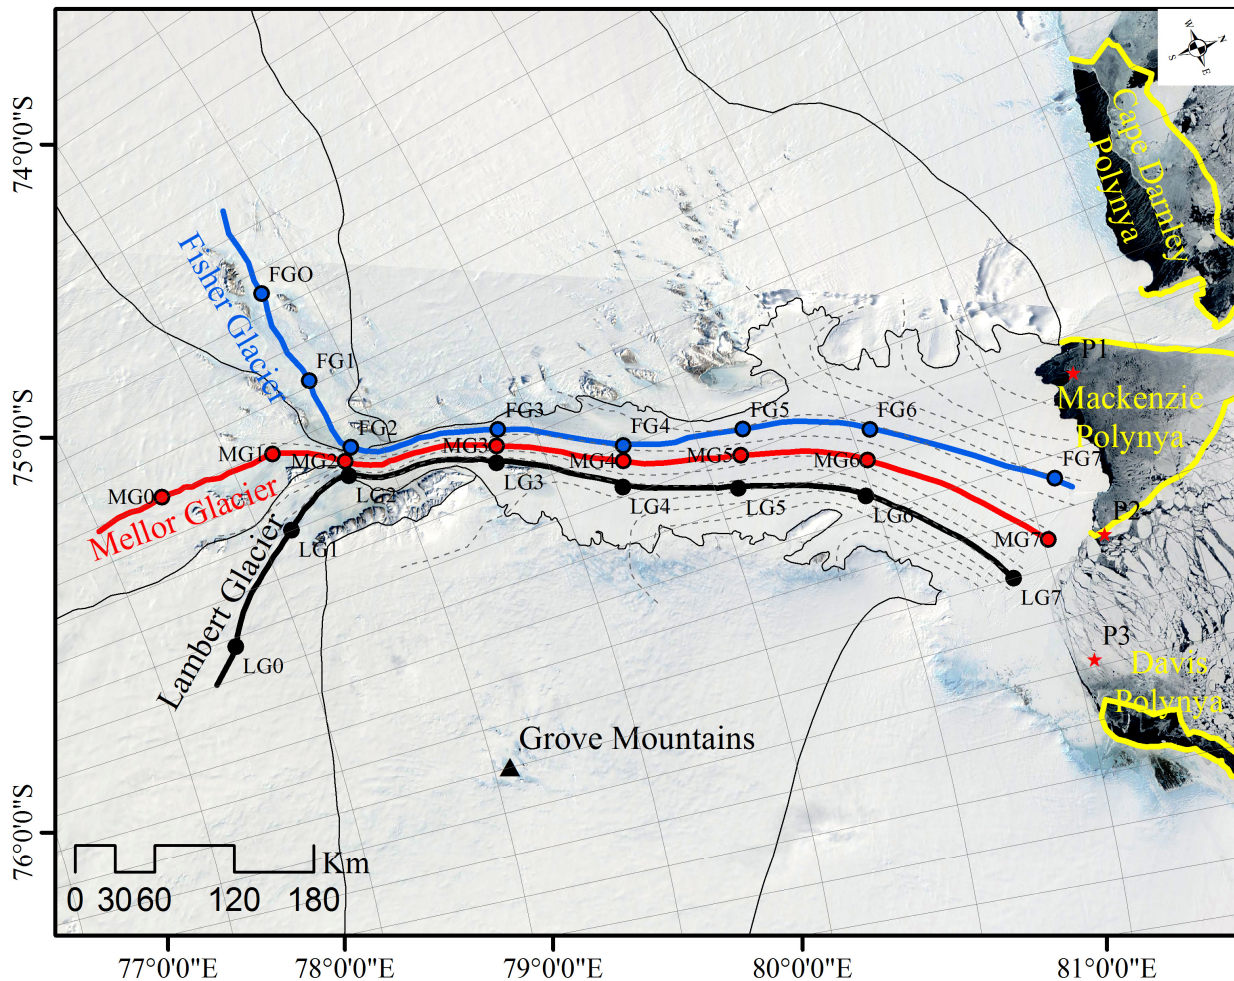 W
N
S
E
74°0'0"S
75°0'0"S
76°0'0"S
Cape Darnley
Polynya
Fisher Glacier
FGO
FG1
FG2
FG3
FG4
FG5
FG6
FG7
P1
Mackenzie
Polynya
MG0
MG1
MG2
MG3
MG4
MG5
MG6
MG7
Mellor Glacier
P2
LG0
LG1
LG2
LG3
LG4
LG5
LG6
LG7
Lambert Glacier
P3
Davis
Polynya
Grove Mountains
Km
0 30 60 120 180
77°0'0"E
78°0'0"E
79°0'0"E
80°0'0"E
81°0'0"E